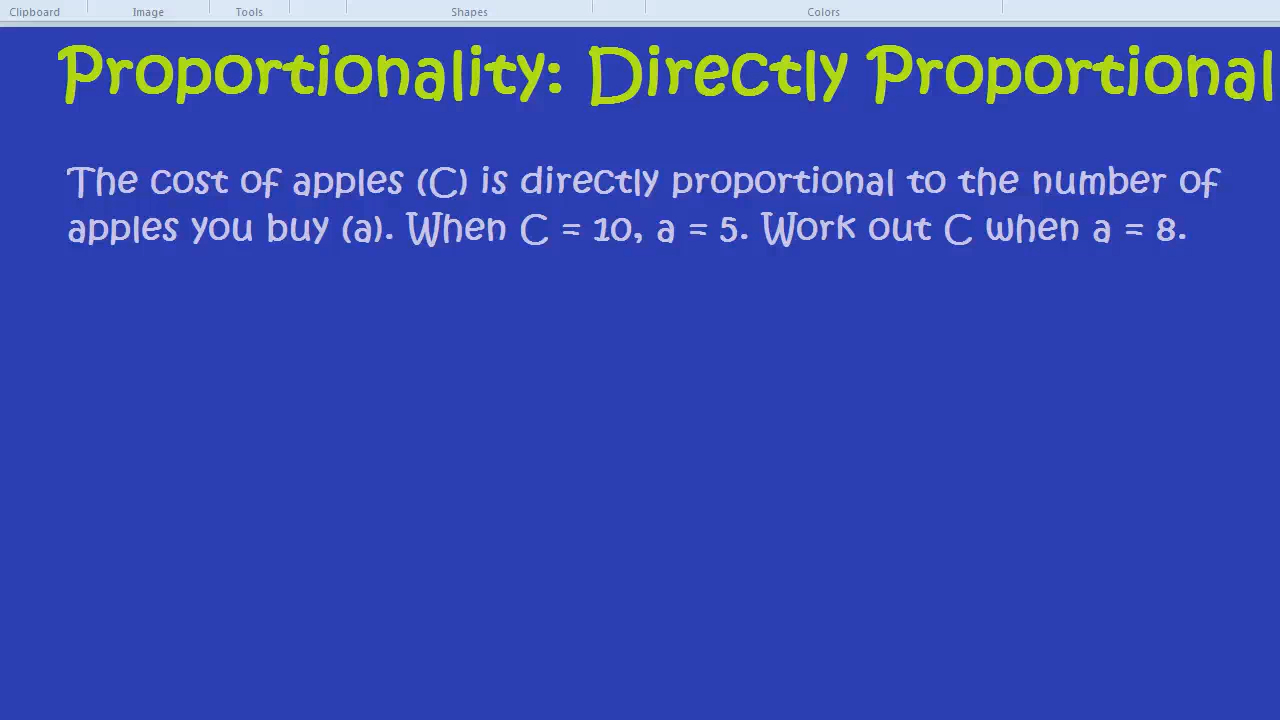 Clipboard Image Tools Shapes Colors
Proportionality: Directly Proportional
The cost of apples (C) is directly proportional to the number of
apples you buy (a). When C = 10, a = 5. Work out C when a = 8.